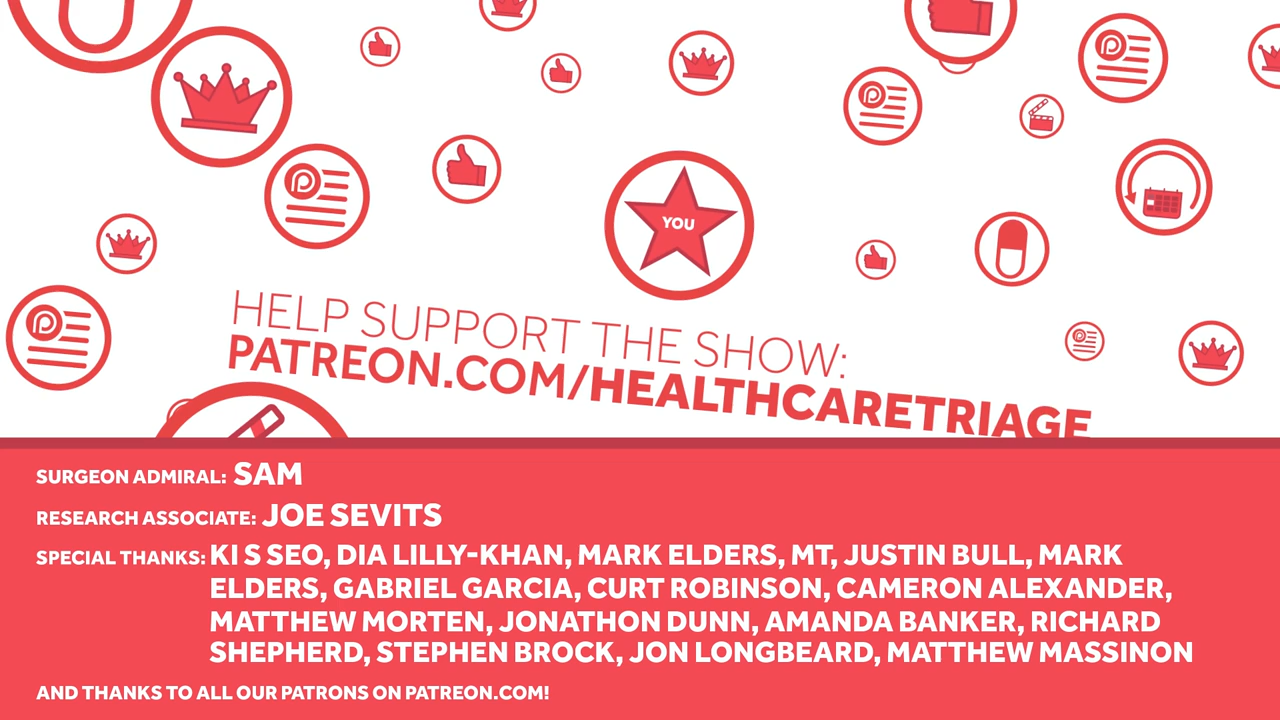 YOU
HELP SUPPORT THE SHOW:
PATREON.COM/HEALTHCARETRIAGE
SURGEON ADMIRAL: SAM
RESEARCH ASSOCIATE: JOE SEVITS
SPECIAL THANKS: KI S SEO, DIA LILLY-KHAN, MARK ELDERS, MT, JUSTIN BULL, MARK
ELDERS, GABRIEL GARCIA, CURT ROBINSON, CAMERON ALEXANDER,
MATTHEW MORTEN, JONATHON DUNN, AMANDA BANKER, RICHARD
SHEPHERD, STEPHEN BROCK, JON LONGBEARD, MATTHEW MASSINON
AND THANKS TO ALL OUR PATRONS ON PATREON.COM!